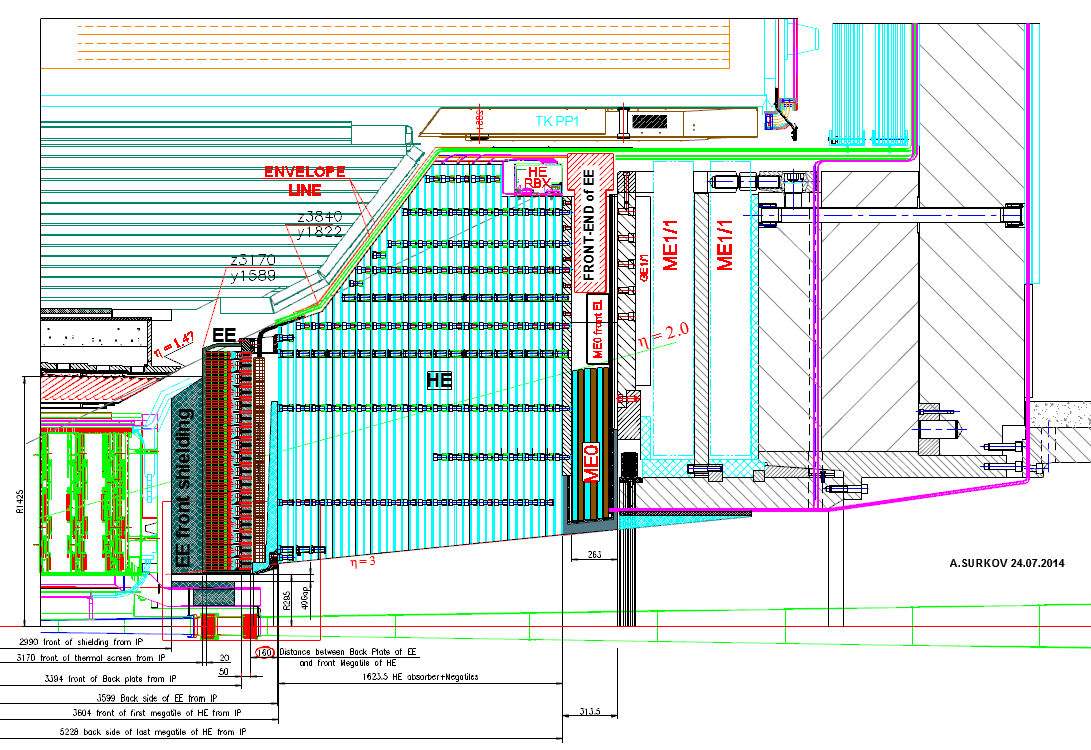 1882
TK PP1
ENVELOPE
LINE
HE
RBX
FRONT-END of EE
ME1/1
ME1/1
GE1/1
z3840
y1822
z3170
y1589
η = 1.47
EE
ME0 front El
η = 2.0
HE
EE front shielding
ME0
R1425
η = 3
263
A.SURKOV 24.07.2014
R295
40Gap
2990 front of shielding from IP
3170 front of thermal screen from IP
20
160 Distance between Back Plate of EE
and front Megatile of HE
50
3394 front of Back plate from IP
1623.5 HE absorber+Megatiles
3599 Back side of EE from IP
3604 front of first megatile of HE from IP
313.5
5228 back side of last megatile of HE from IP